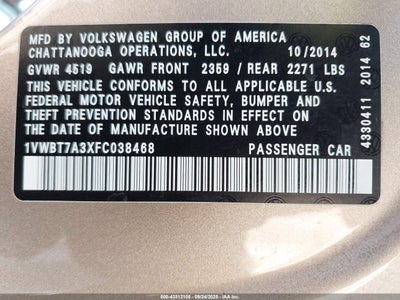 MFD BY VOLKSWAGEN GROUP OF AMERICA
CHATTANOOGA OPERATIONS, LLC. 10/2014
GVWR 4519 GAWR FRONT 2359 / REAR 2271 LBS
THIS VEHICLE CONFORMS TO ALL APPLICABLE U.S.
FEDERAL MOTOR VEHICLE SAFETY, BUMPER AND
THEFT PREVENTION STANDARDS IN EFFECT ON THE
DATE OF MANUFACTURE SHOWN ABOVE
1VWBT7A3XFC038468 PASSENGER CAR
4330411 2014 62
500-43312105 - 09/24/2025 - IAA Inc.